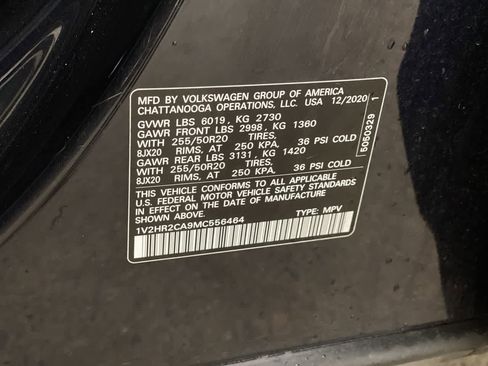 MFD BY VOLKSWAGEN GROUP OF AMERICA
CHATTANOOGA OPERATIONS, LLC. USA 12/2020
GVWR LBS 6019, KG 2730
GAWR FRONT LBS 2998, KG 1360
WITH 255/50R20 TIRES,
8JX20 RIMS, AT 250 KPA, 36 PSI COLD
GAWR REAR LBS 3131, KG 1420
WITH 255/50R20 TIRES,
8JX20 RIMS, AT 250 KPA, 36 PSI COLD
THIS VEHICLE CONFORMS TO ALL APPLICABLE
U.S. FEDERAL MOTOR VEHICLE SAFETY STANDARDS
IN EFFECT ON THE DATE OF MANUFACTURE
SHOWN ABOVE.
1V2HR2CA9MC556464 TYPE: MPV
5060329 1